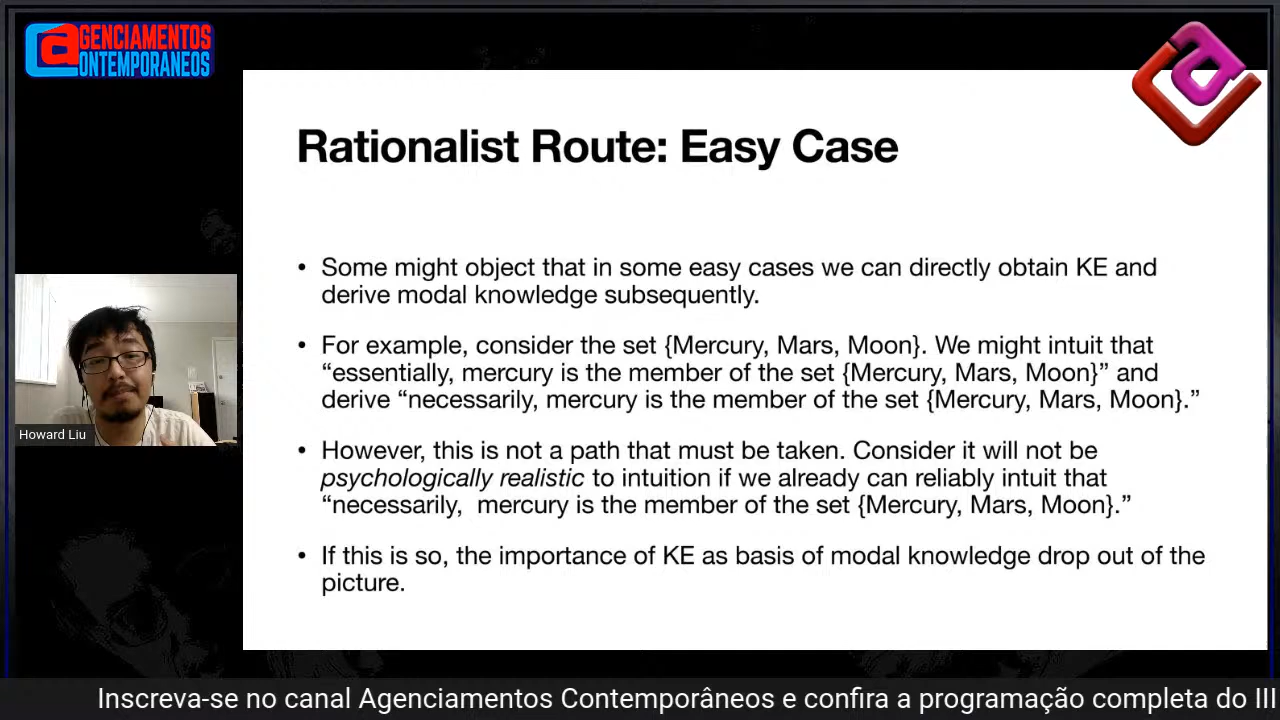 AGENCIAMENTOS
CONTEMPORANEOS
Rationalist Route: Easy Case
• Some might object that in some easy cases we can directly obtain KE and
derive modal knowledge subsequently.
• For example, consider the set {Mercury, Mars, Moon}. We might intuit that
“essentially, mercury is the member of the set {Mercury, Mars, Moon}” and
derive “necessarily, mercury is the member of the set {Mercury, Mars, Moon}.”
• However, this is not a path that must be taken. Consider it will not be
psychologically realistic to intuition if we already can reliably intuit that
“necessarily, mercury is the member of the set {Mercury, Mars, Moon}.”
• If this is so, the importance of KE as basis of modal knowledge drop out of the
picture.
Howard Liu
Inscreva-se no canal Agenciamentos Contemporâneos e confira a programação completa do III